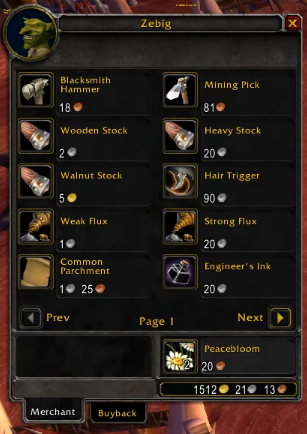 Zebig
Blacksmith
Hammer
18
Mining Pick
81
Wooden Stock
2
Heavy Stock
20
Walnut Stock
5
Hair Trigger
90
Weak Flux
1
Strong Flux
20
Common
Parchment
1 25
Engineer's Ink
20
Prev
Page 1
Next
2
Peacebloom
20
1512 21 13
Merchant
Buyback